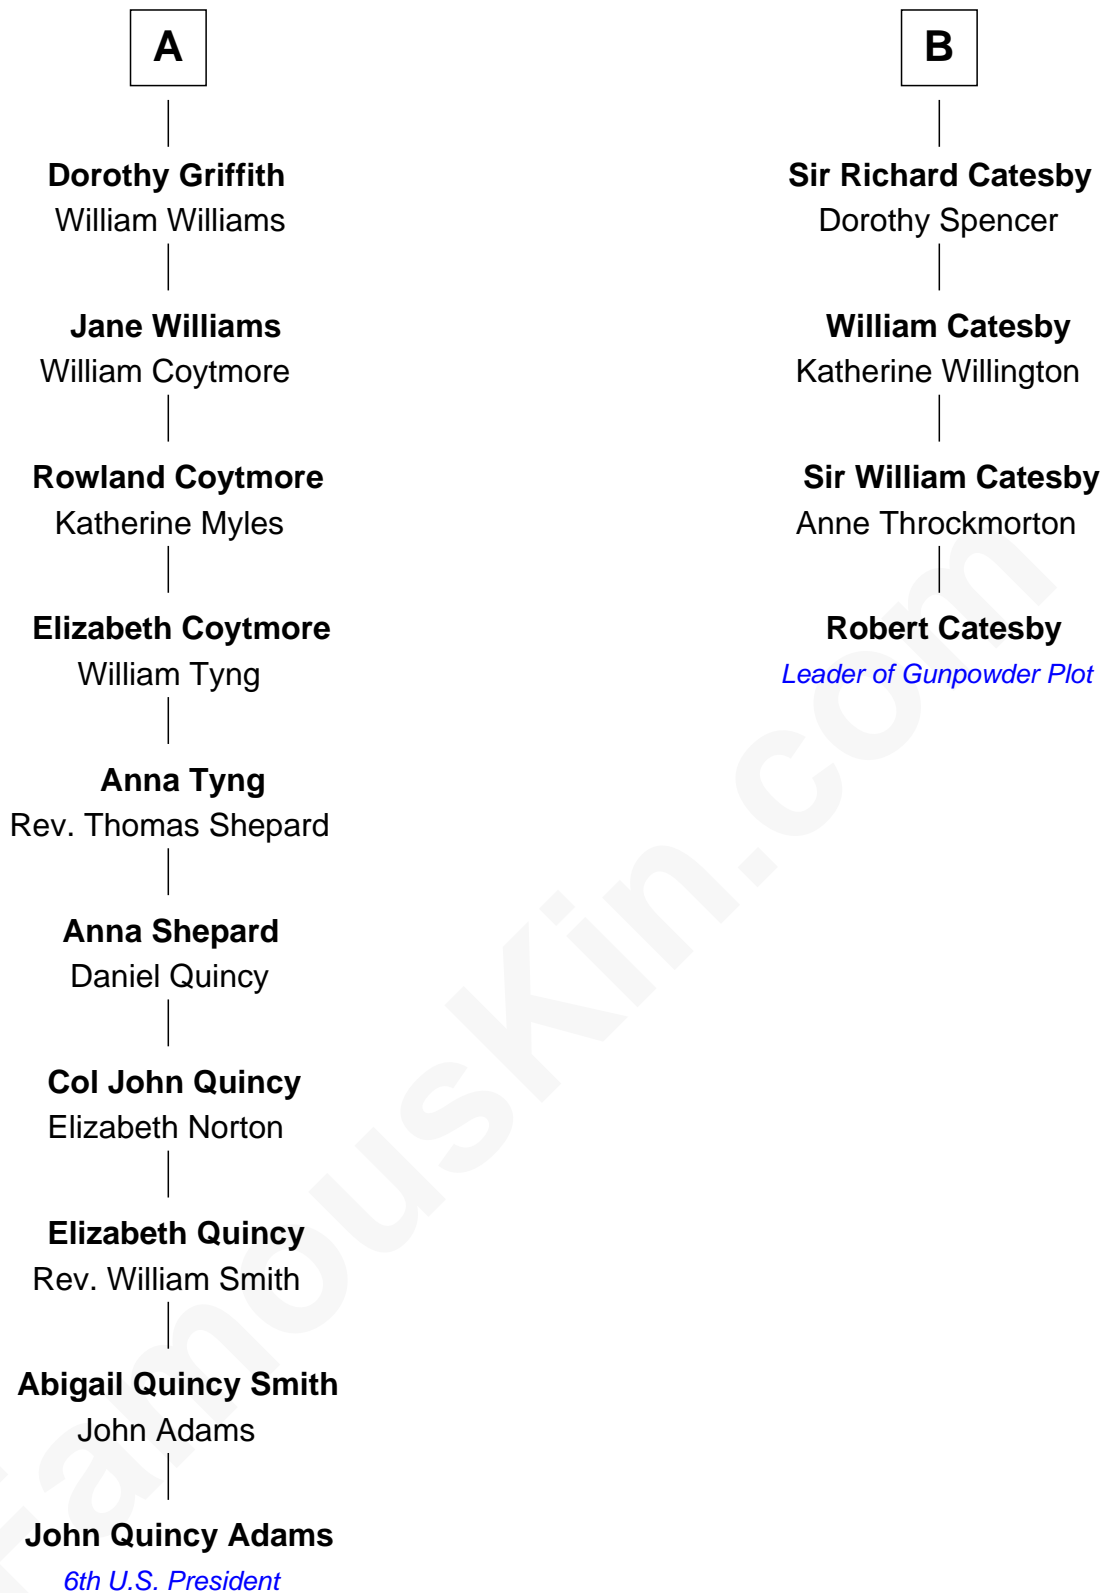 A
Dorothy Griffith
William Williams
Jane Williams
William Coytmore
Rowland Coytmore
Katherine Myles
Elizabeth Coytmore
William Tyng
Anna Tyng
Rev. Thomas Shepard
Anna Shepard
Daniel Quincy
Col John Quincy
Elizabeth Norton
Elizabeth Quincy
Rev. William Smith
Abigail Quincy Smith
John Adams
John Quincy Adams
6th U.S. President
B
Sir Richard Catesby
Dorothy Spencer
William Catesby
Katherine Willington
Sir William Catesby
Anne Throckmorton
Robert Catesby
Leader of Gunpowder Plot
FamousKin.com